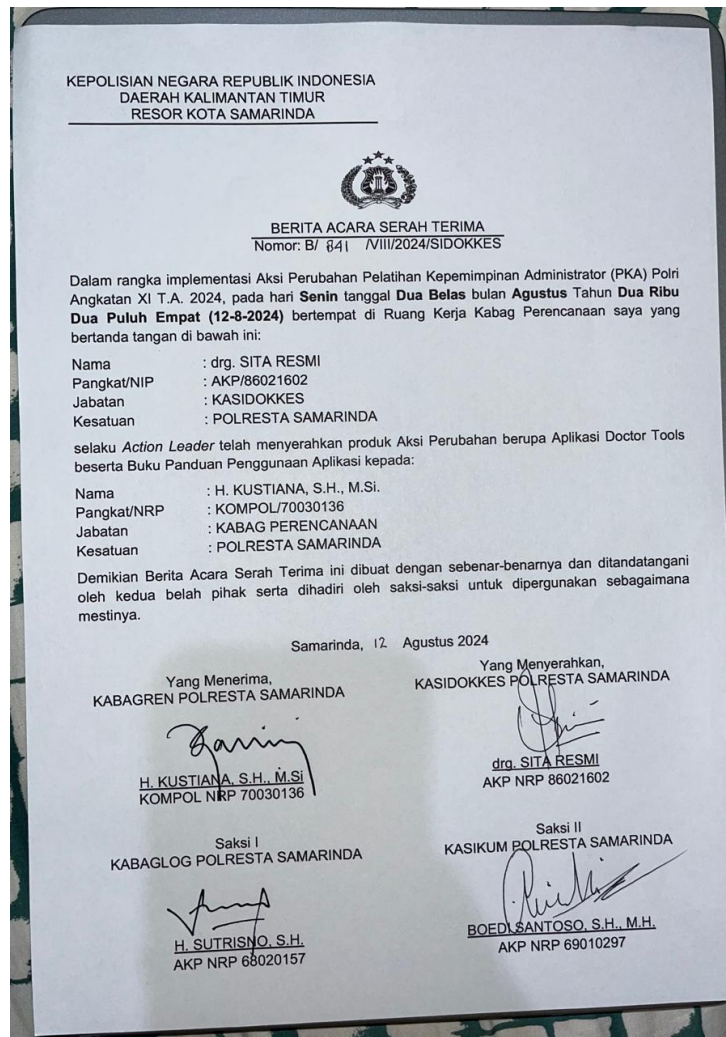 KEPOLISIAN NEGARA REPUBLIK INDONESIA
DAERAH KALIMANTAN TIMUR
RESOR KOTA SAMARINDA
BERITA ACARA SERAH TERIMA
Nomor: B/ 841 /VIII/2024/SIDOKKES
Dalam rangka implementasi Aksi Perubahan Pelatihan Kepemimpinan Administrator (PKA) Polri
Angkatan XI T.A. 2024, pada hari Senin tanggal Dua Belas bulan Agustus Tahun Dua Ribu
Dua Puluh Empat (12-8-2024) bertempat di Ruang Kerja Kabag Perencanaan saya yang
bertanda tangan di bawah ini:
Nama : drg. SITA RESMI
Pangkat/NIP : AKP/86021602
Jabatan : KASIDOKKES
Kesatuan : POLRESTA SAMARINDA
selaku Action Leader telah menyerahkan produk Aksi Perubahan berupa Aplikasi Doctor Tools
beserta Buku Panduan Penggunaan Aplikasi kepada:
Nama : H. KUSTIANA, S.H., M.Si.
Pangkat/NRP : KOMPOL/70030136
Jabatan : KABAG PERENCANAAN
Kesatuan : POLRESTA SAMARINDA
Demikian Berita Acara Serah Terima ini dibuat dengan sebenar-benarnya dan ditandatangani
oleh kedua belah pihak serta dihadiri oleh saksi-saksi untuk dipergunakan sebagaimana
mestinya.
Samarinda, 12 Agustus 2024
Yang Menerima,
KABAGREN POLRESTA SAMARINDA
H. KUSTIANA, S.H., M.Si
KOMPOL NRP 70030136
Yang Menyerahkan,
KASIDOKKES POLRESTA SAMARINDA
drg. SITA RESMI
AKP NRP 86021602
Saksi I
KABAGLOG POLRESTA SAMARINDA
H. SUTRISNO, S.H.
AKP NRP 68020157
Saksi II
KASIKUM POLRESTA SAMARINDA
BOEDI SANTOSO, S.H., M.H.
AKP NRP 69010297